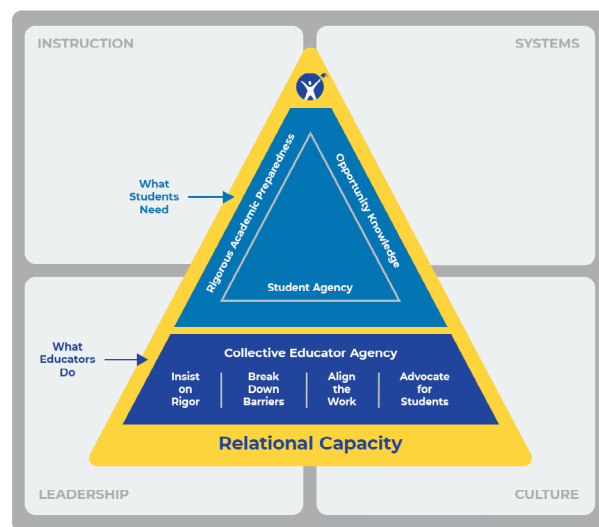 INSTRUCTION
SYSTEMS
What
Students
Need
Rigorous Academic Preparedness
Opportunity Knowledge
Student Agency
What
Educators
Do
Collective Educator Agency
Insist
on
Rigor
Break
Down
Barriers
Align
the
Work
Advocate
for
Students
Relational Capacity
LEADERSHIP
CULTURE